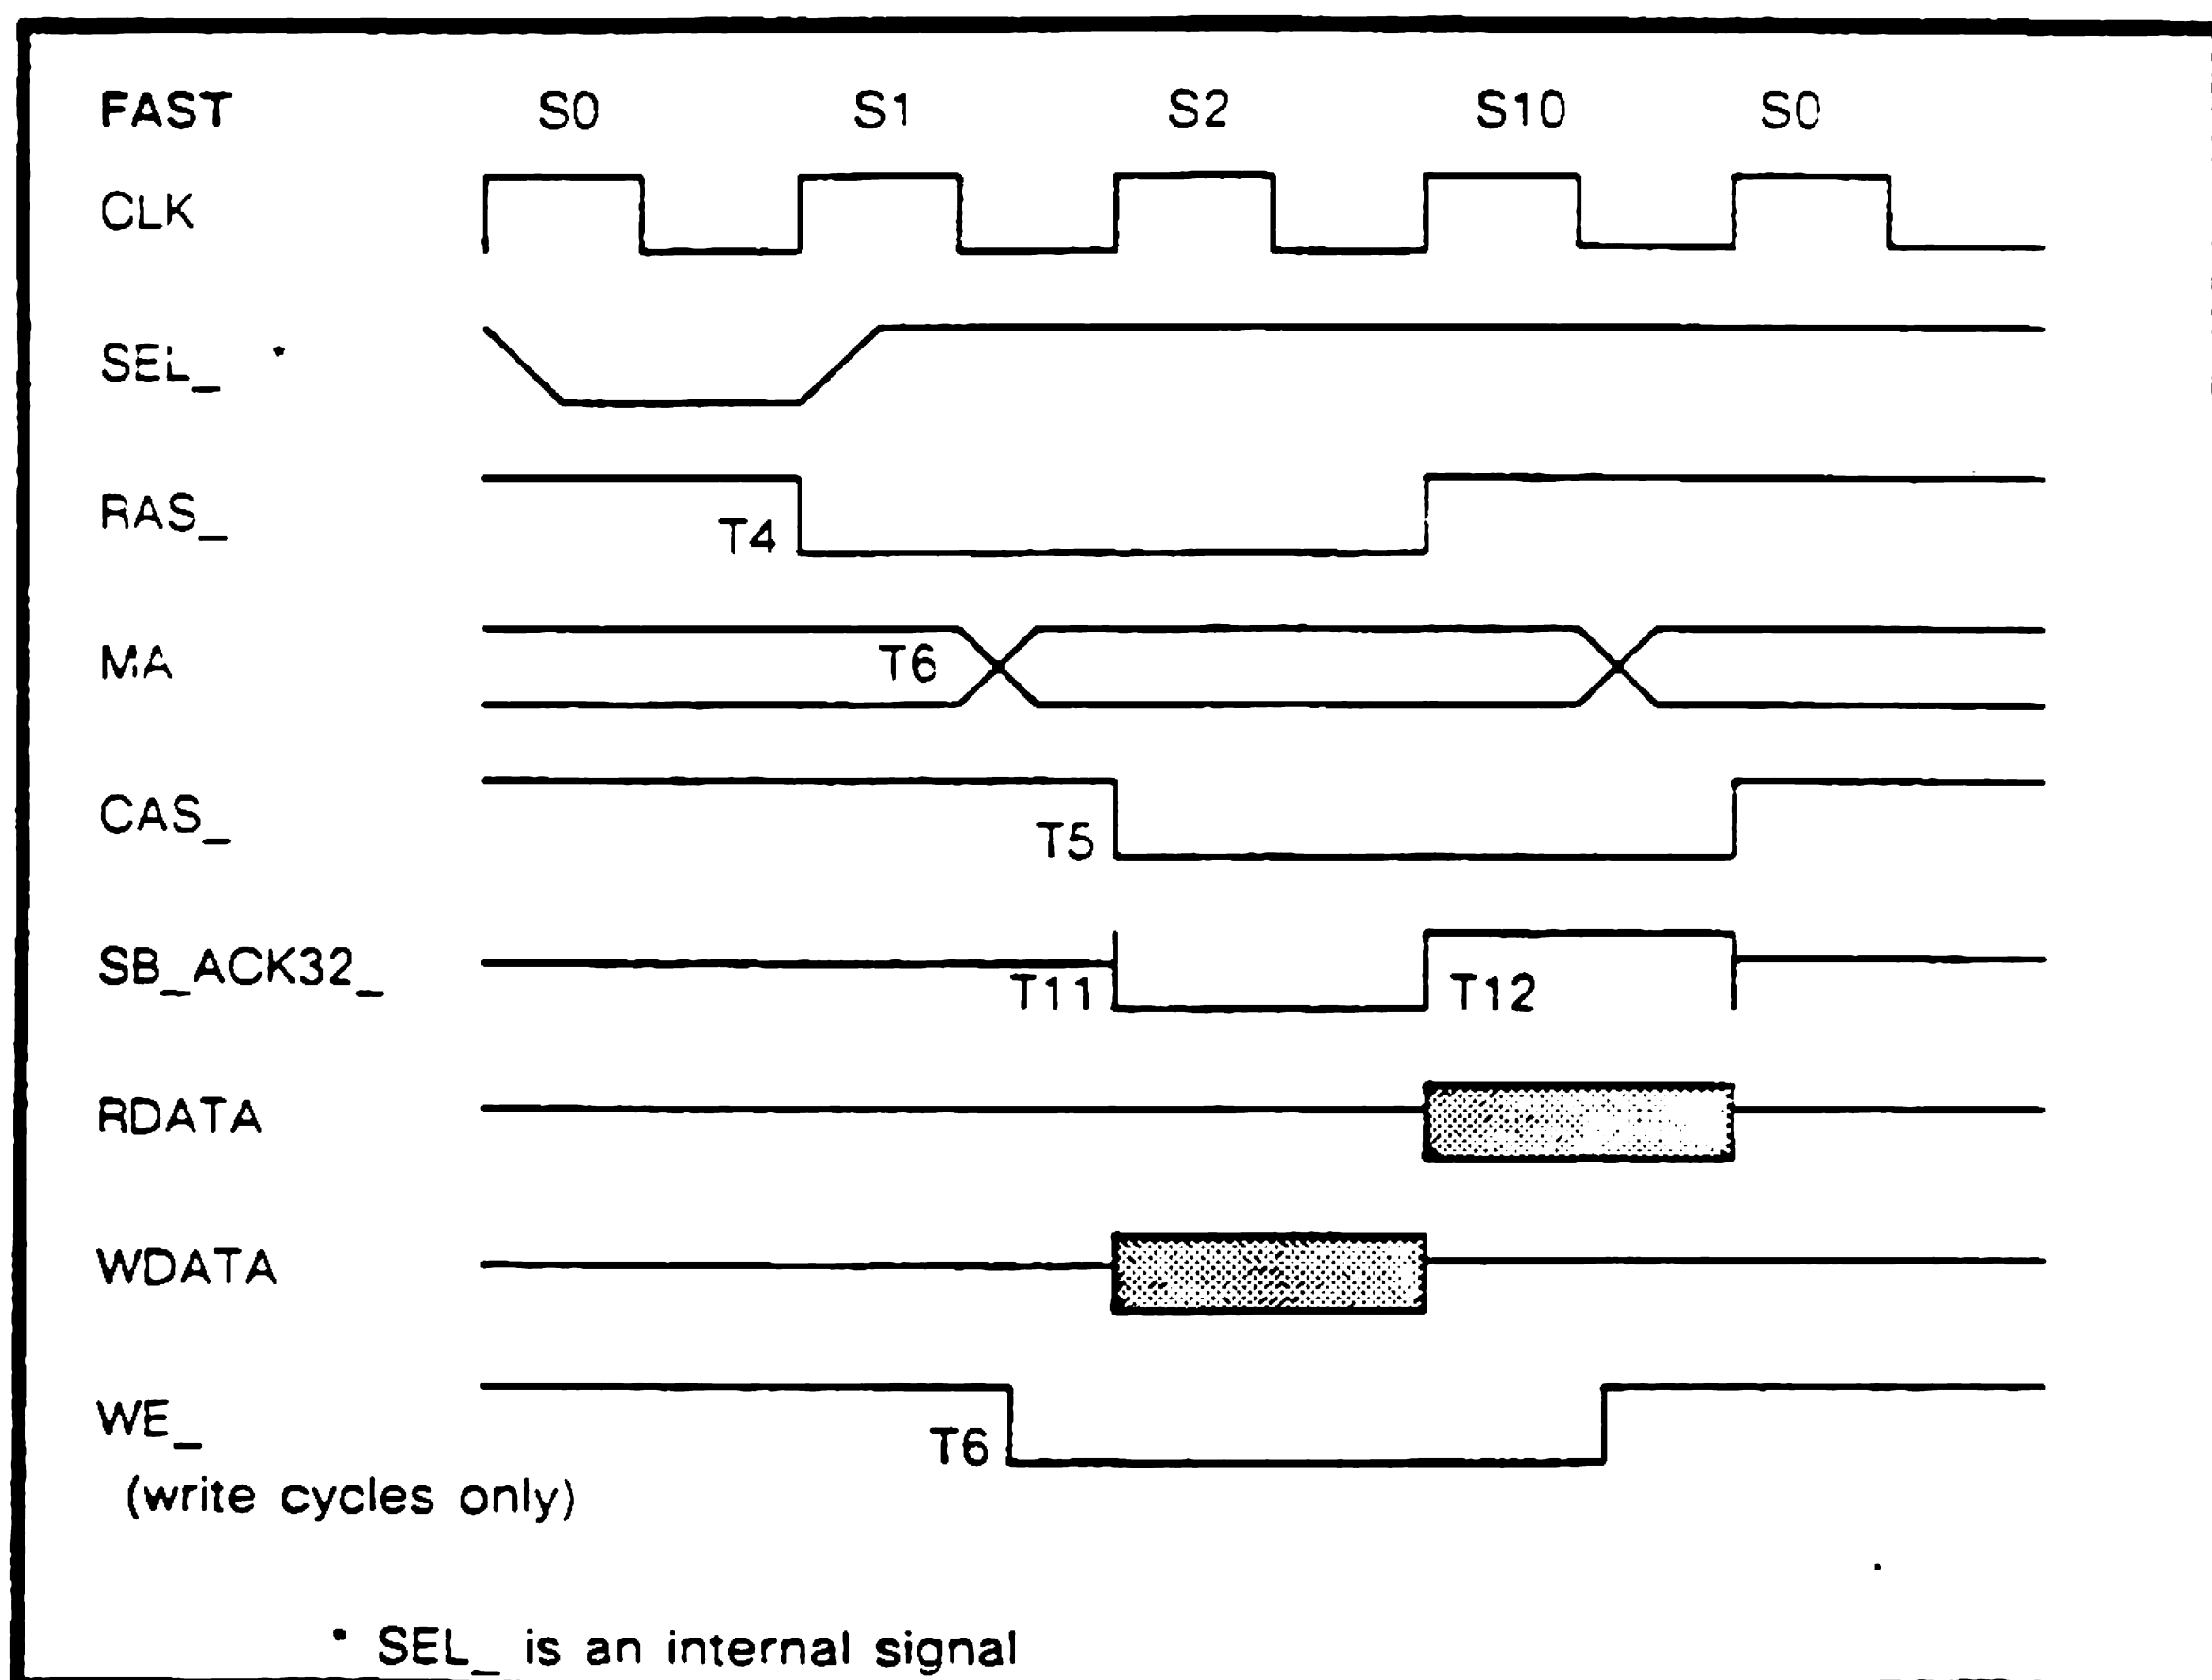 FAST S0 S1 S2 S10 S0
CLK
SEL_ *
RAS_ T4
MA T6
CAS_ T5
SB_ACK32_ T11 T12
RDATA
WDATA
WE_ T6
(write cycles only)
* SEL_ is an internal signal